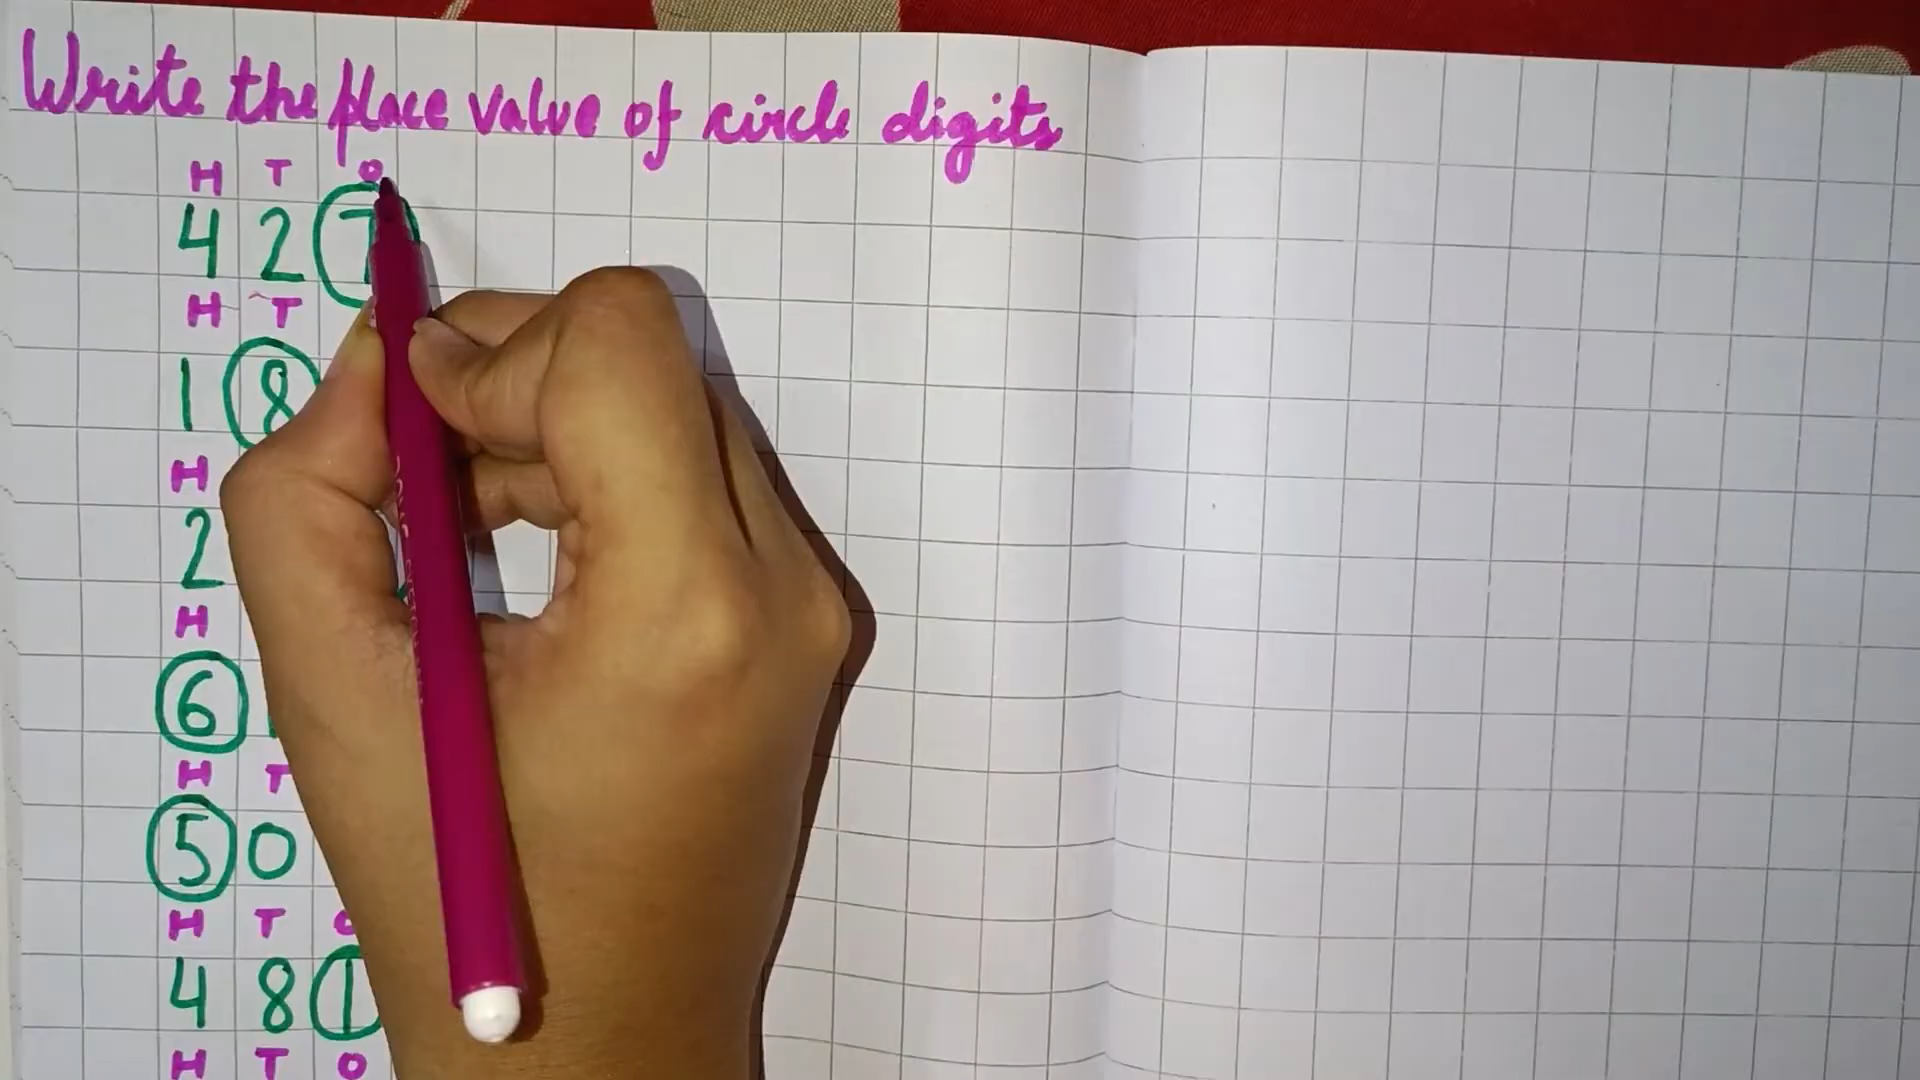 Write the place value of circle digits
H T O
4 2 7
H T
1 8
H
2
H
6
H T
5 0
H T O
4 8 1
H T O